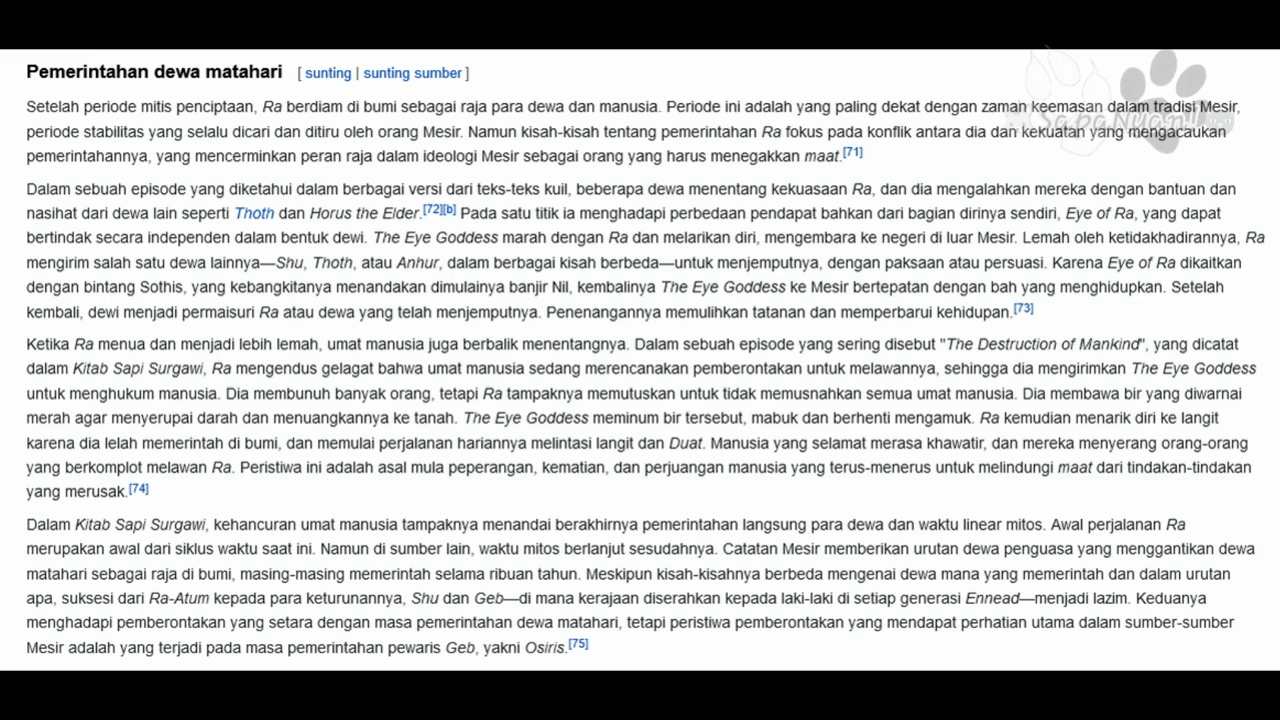 Pemerintahan dewa matahari [ sunting | sunting sumber ]
Setelah periode mitis penciptaan, Ra berdiam di bumi sebagai raja para dewa dan manusia. Periode ini adalah yang paling dekat dengan zaman keemasan dalam tradisi Mesir,
periode stabilitas yang selalu dicari dan ditiru oleh orang Mesir. Namun kisah-kisah tentang pemerintahan Ra fokus pada konflik antara dia dan kekuatan yang mengacaukan
pemerintahannya, yang mencerminkan peran raja dalam ideologi Mesir sebagai orang yang harus menegakkan maat.[71]
Dalam sebuah episode yang diketahui dalam berbagai versi dari teks-teks kuil, beberapa dewa menentang kekuasaan Ra, dan dia mengalahkan mereka dengan bantuan dan
nasihat dari dewa lain seperti Thoth dan Horus the Elder.[72][b] Pada satu titik ia menghadapi perbedaan pendapat bahkan dari bagian dirinya sendiri, Eye of Ra, yang dapat
bertindak secara independen dalam bentuk dewi. The Eye Goddess marah dengan Ra dan melarikan diri, mengembara ke negeri di luar Mesir. Lemah oleh ketidakhadirannya, Ra
mengirim salah satu dewa lainnya—Shu, Thoth, atau Anhur, dalam berbagai kisah berbeda—untuk menjemputnya, dengan paksaan atau persuasi. Karena Eye of Ra dikaitkan
dengan bintang Sothis, yang kebangkitanya menandakan dimulainya banjir Nil, kembalinya The Eye Goddess ke Mesir bertepatan dengan bah yang menghidupkan. Setelah
kembali, dewi menjadi permaisuri Ra atau dewa yang telah menjemputnya. Penenangannya memulihkan tatanan dan memperbarui kehidupan.[73]
Ketika Ra menua dan menjadi lebih lemah, umat manusia juga berbalik menentangnya. Dalam sebuah episode yang sering disebut "The Destruction of Mankind", yang dicatat
dalam Kitab Sapi Surgawi, Ra mengendus gelagat bahwa umat manusia sedang merencanakan pemberontakan untuk melawannya, sehingga dia mengirimkan The Eye Goddess
untuk menghukum manusia. Dia membunuh banyak orang, tetapi Ra tampaknya memutuskan untuk tidak memusnahkan semua umat manusia. Dia membawa bir yang diwarnai
merah agar menyerupai darah dan menuangkannya ke tanah. The Eye Goddess meminum bir tersebut, mabuk dan berhenti mengamuk. Ra kemudian menarik diri ke langit
karena dia lelah memerintah di bumi, dan memulai perjalanan hariannya melintasi langit dan Duat. Manusia yang selamat merasa khawatir, dan mereka menyerang orang-orang
yang berkomplot melawan Ra. Peristiwa ini adalah asal mula peperangan, kematian, dan perjuangan manusia yang terus-menerus untuk melindungi maat dari tindakan-tindakan
yang merusak.[74]
Dalam Kitab Sapi Surgawi, kehancuran umat manusia tampaknya menandai berakhirnya pemerintahan langsung para dewa dan waktu linear mitos. Awal perjalanan Ra
merupakan awal dari siklus waktu saat ini. Namun di sumber lain, waktu mitos berlanjut sesudahnya. Catatan Mesir memberikan urutan dewa penguasa yang menggantikan dewa
matahari sebagai raja di bumi, masing-masing memerintah selama ribuan tahun. Meskipun kisah-kisahnya berbeda mengenai dewa mana yang memerintah dan dalam urutan
apa, suksesi dari Ra-Atum kepada para keturunannya, Shu dan Geb—di mana kerajaan diserahkan kepada laki-laki di setiap generasi Ennead—menjadi lazim. Keduanya
menghadapi pemberontakan yang setara dengan masa pemerintahan dewa matahari, tetapi peristiwa pemberontakan yang mendapat perhatian utama dalam sumber-sumber
Mesir adalah yang terjadi pada masa pemerintahan pewaris Geb, yakni Osiris.[75]